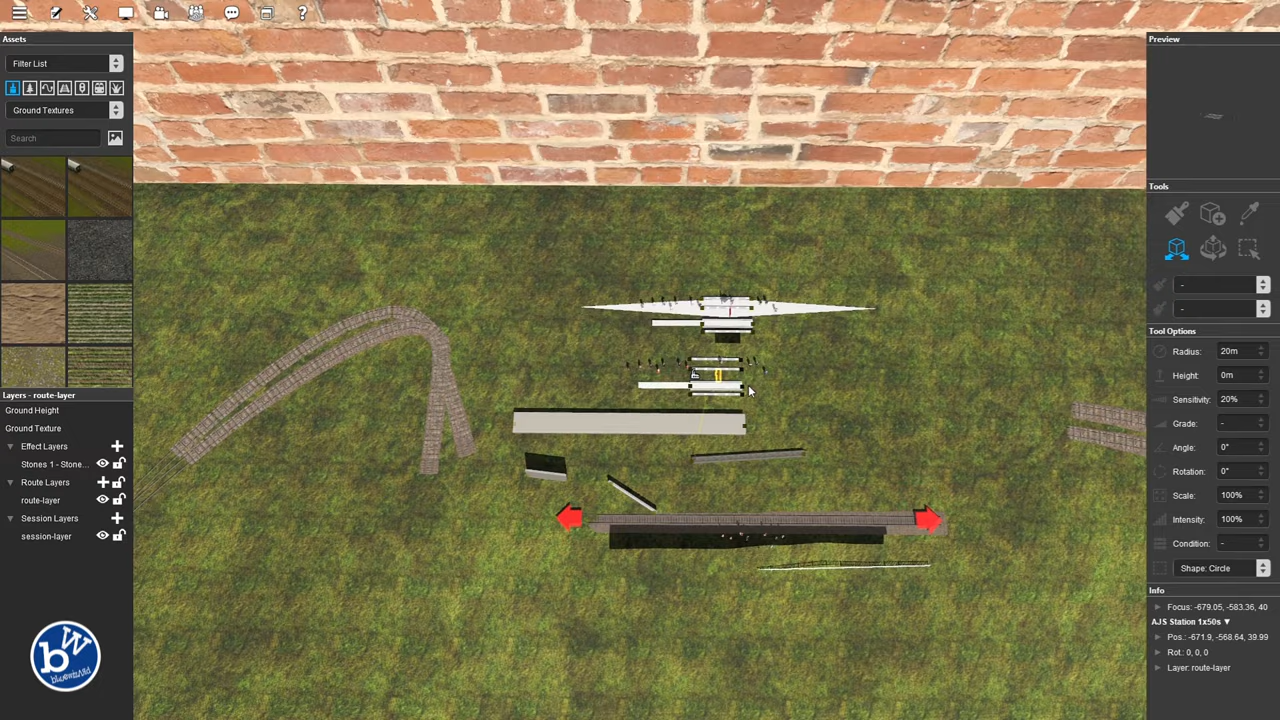 Assets
Filter List
Ground Textures
Search
Layers - route-layer
Ground Height
Ground Texture
Effect Layers
Stones 1 - Stone...
Route Layers
route-layer
Session Layers
session-layer
bw
bluewizard
Preview
Tools
-
-
Tool Options
Radius: 20m
Height: 0m
Sensitivity: 20%
Grade: -
Angle: 0°
Rotation: 0°
Scale: 100%
Intensity: 100%
Condition: -
Shape: Circle
Info
Focus: -679.05, -583.36, 40
AJS Station 1x50s ▼
Pos.: -671.9, -568.64, 39.99
Rot.: 0, 0, 0
Layer: route-layer